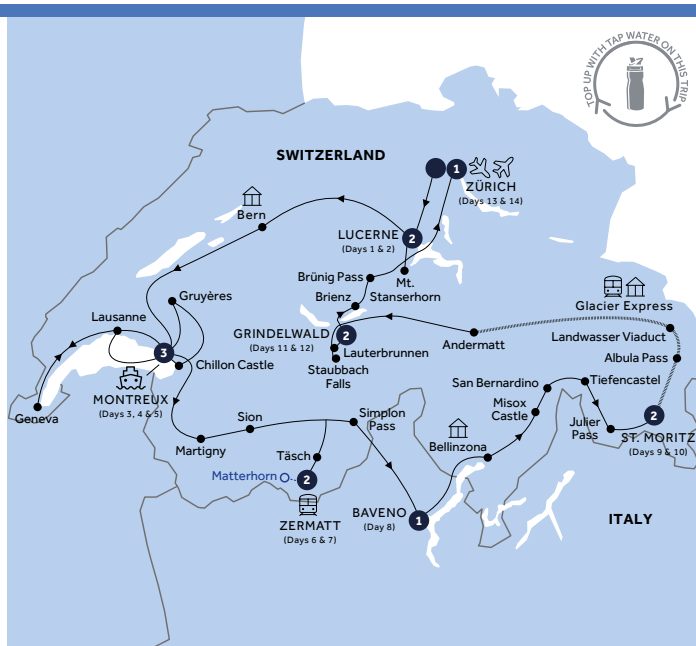 TOP UP WITH TAP WATER ON THIS TRIP
SWITZERLAND
1
ZÜRICH
(Days 13 & 14)
Bern
LUCERNE
(Days 1 & 2)
2
Brünig Pass
Mt.
Stanserhorn
Gruyères
Brienz
Glacier Express
Lausanne
GRINDELWALD
(Days 11 & 12)
2
Andermatt
Landwasser Viaduct
3
Chillon Castle
Lauterbrunnen
Albula Pass
Staubbach
Falls
MONTREUX
(Days 3, 4 & 5)
San Bernardino
Tiefencastel
Geneva
Sion
Simplon
Pass
Misox
Castle
2
Julier
Pass
ST. MORITZ
(Days 9 & 10)
Martigny
Bellinzona
Täsch
Matterhorn
2
ZERMATT
(Days 6 & 7)
BAVENO
(Day 8)
1
ITALY